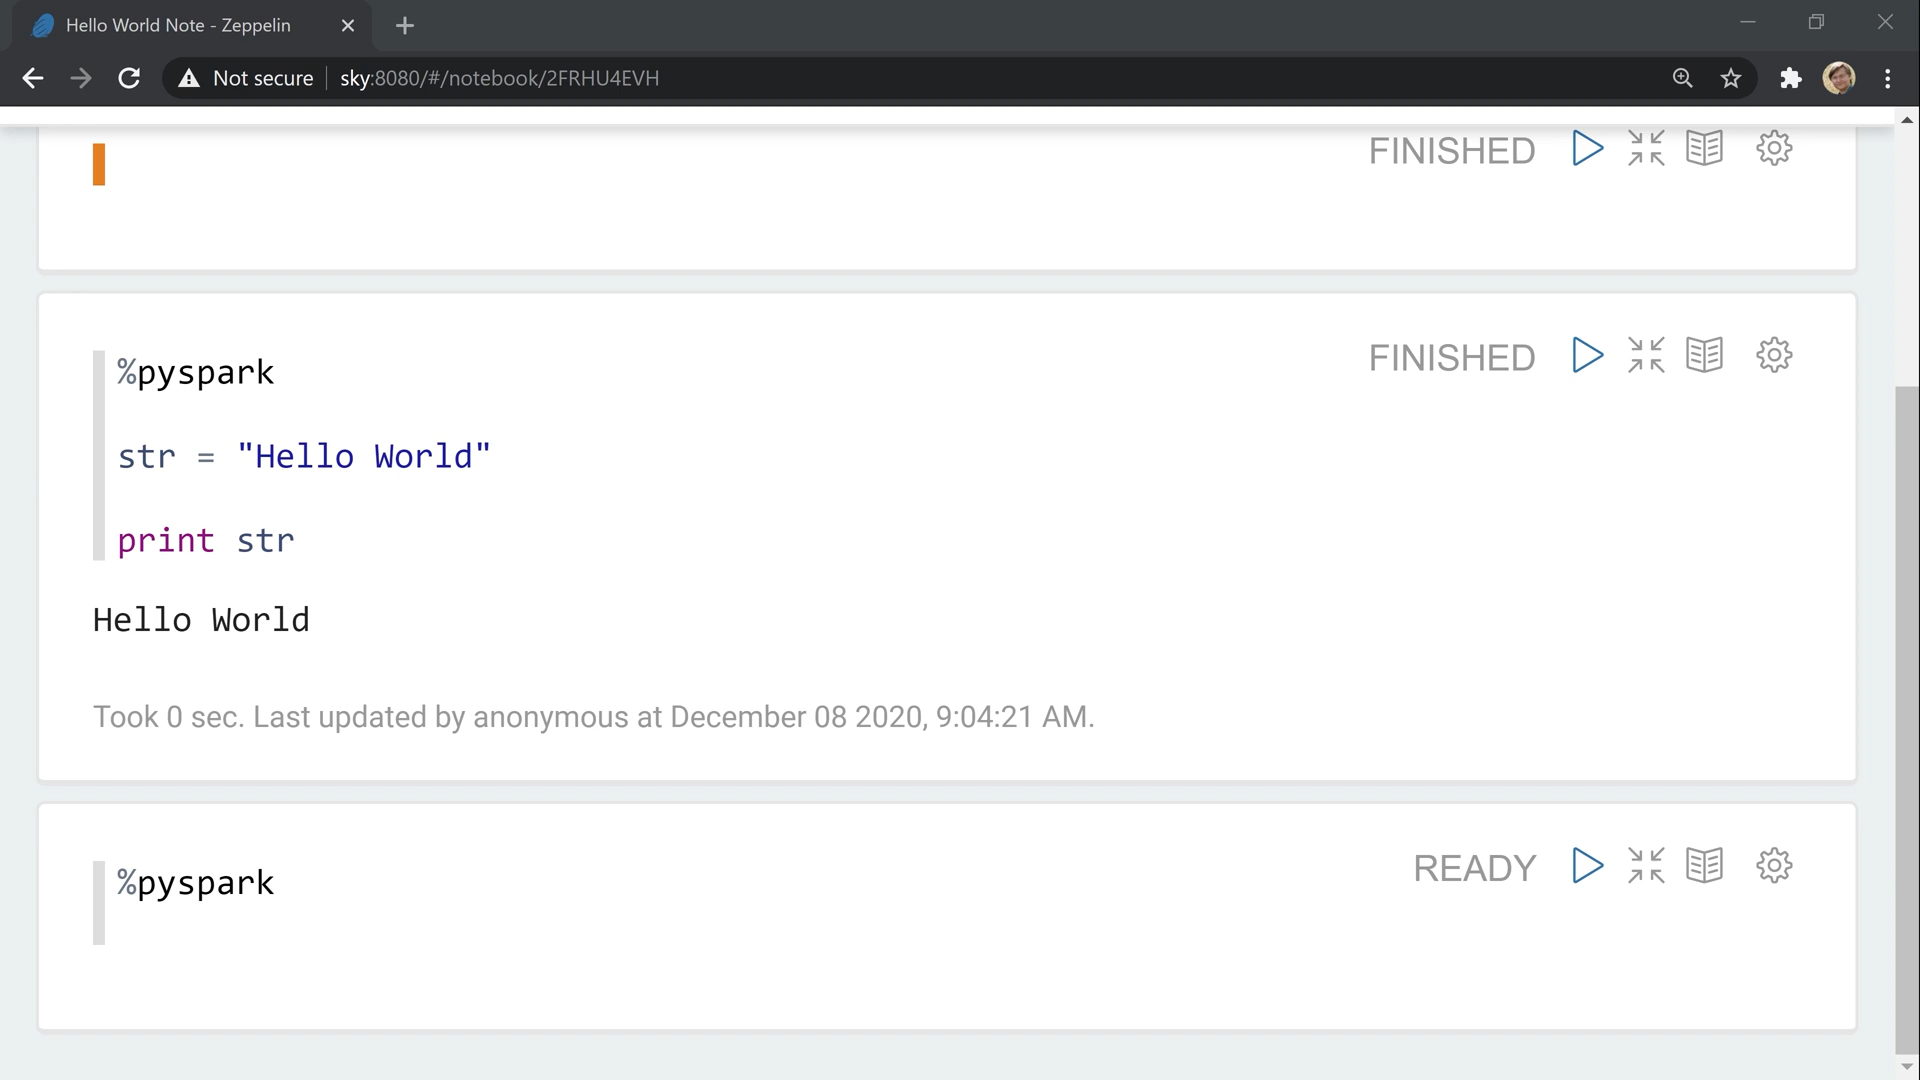 Hello World Note - Zeppelin
Not secure
sky:8080/#/notebook/2FRHU4EVH
FINISHED
FINISHED
%pyspark
str = "Hello World"
print str
Hello World
Took 0 sec. Last updated by anonymous at December 08 2020, 9:04:21 AM.
READY
%pyspark